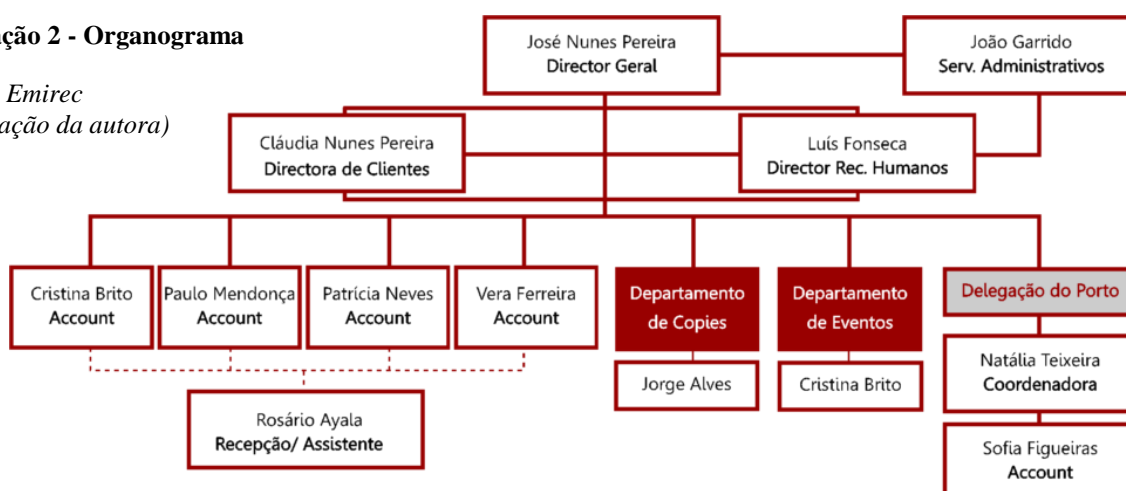 ção 2 - Organograma
Emirec
ação da autora)
José Nunes Pereira
Director Geral
João Garrido
Serv. Administrativos
Cláudia Nunes Pereira
Directora de Clientes
Luís Fonseca
Director Rec. Humanos
Cristina Brito
Account
Paulo Mendonça
Account
Patrícia Neves
Account
Vera Ferreira
Account
Departamento
de Copies
Departamento
de Eventos
Delegação do Porto
Jorge Alves
Cristina Brito
Natália Teixeira
Coordenadora
Rosário Ayala
Recepção/ Assistente
Sofia Figueiras
Account